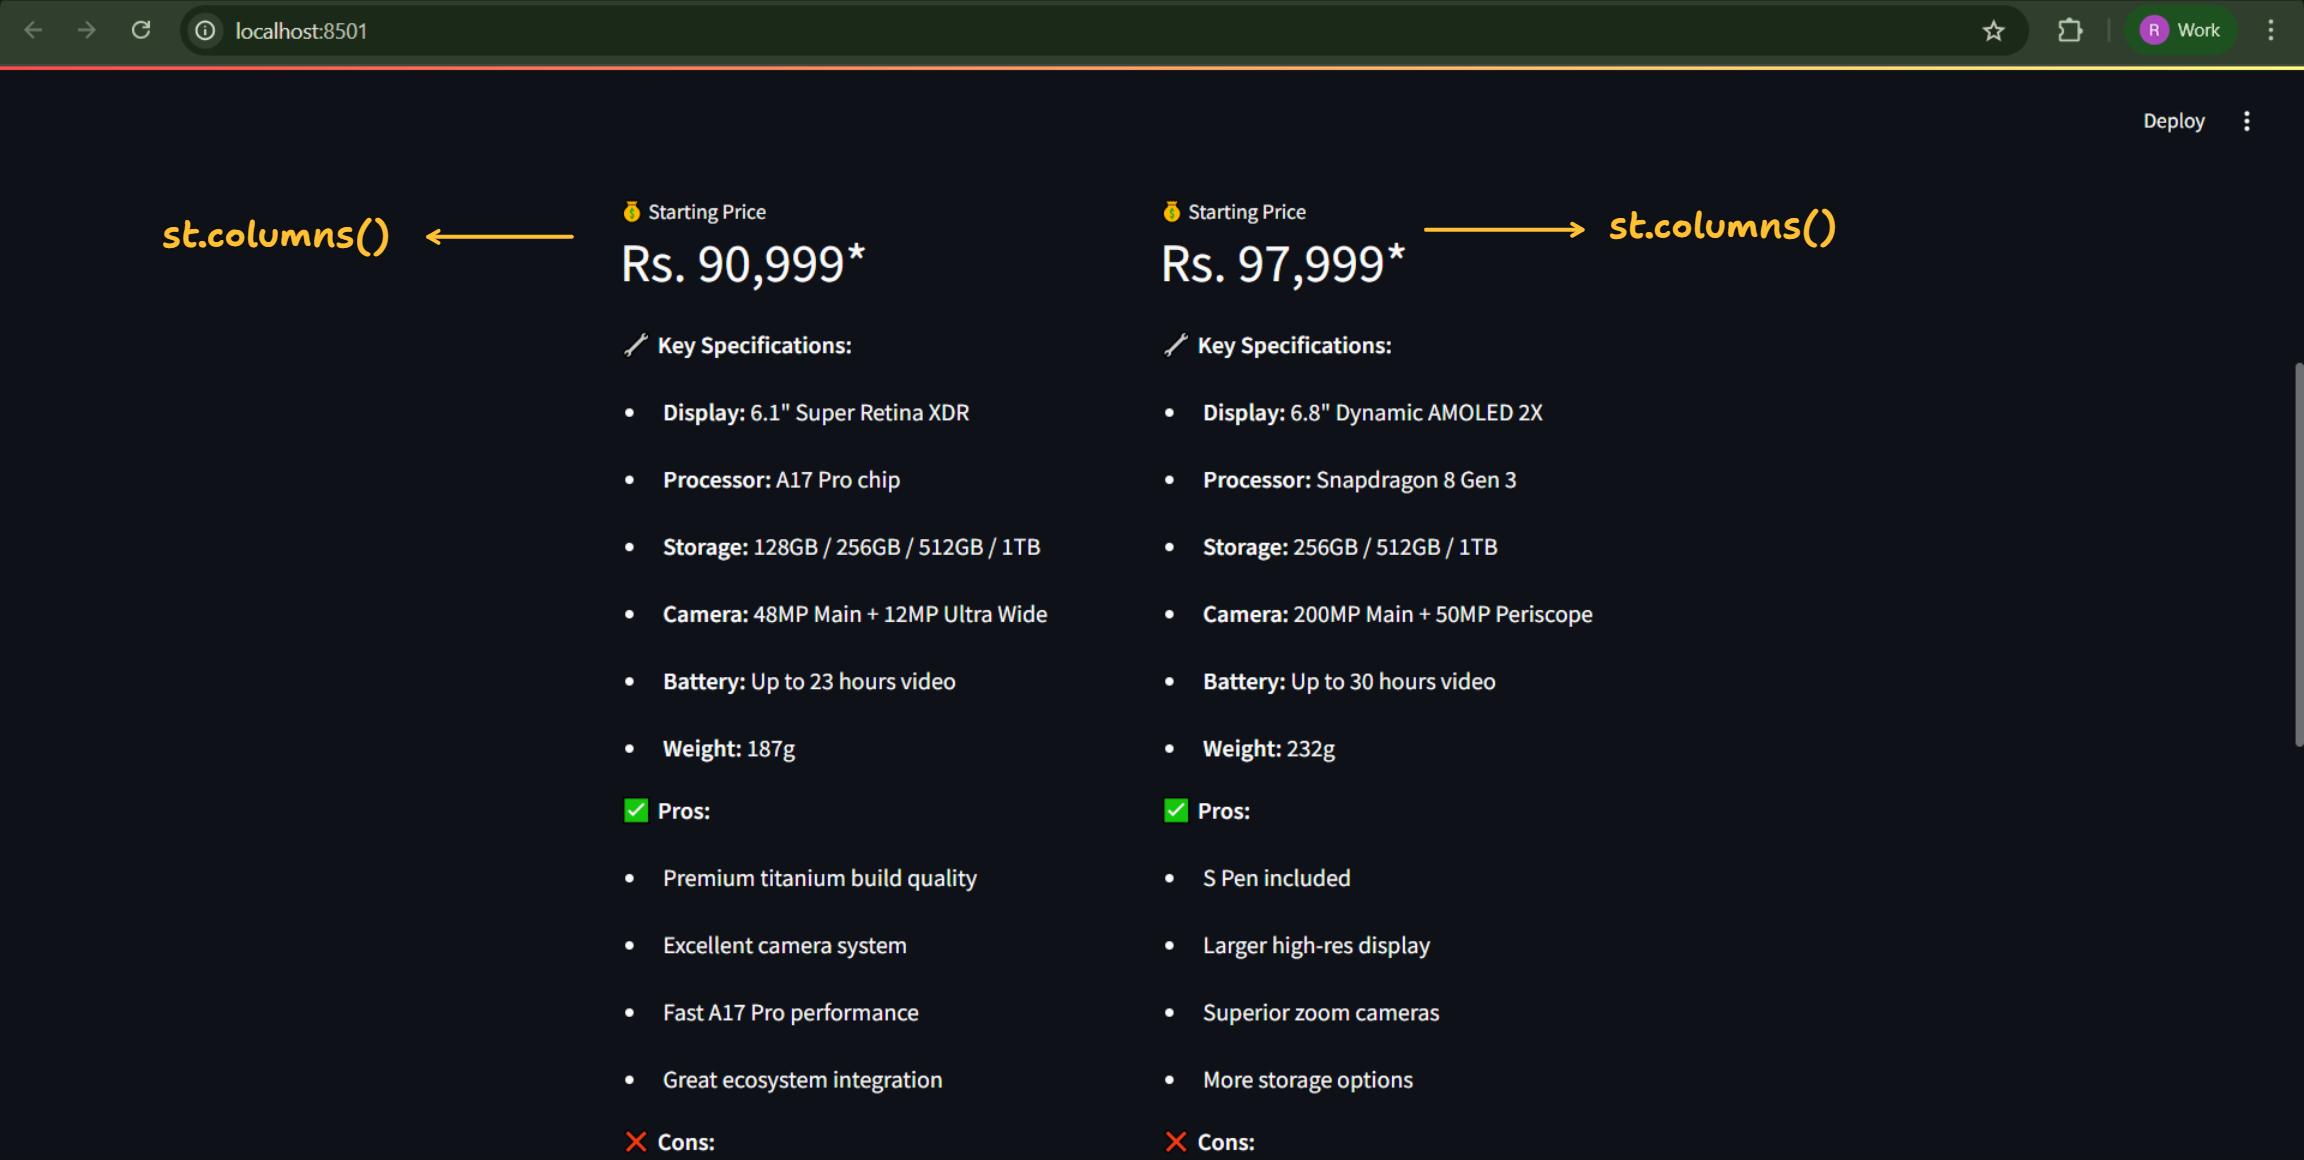 localhost:8501
R Work
Deploy
st.columns()
💰 Starting Price
Rs. 90,999*
🔧 Key Specifications:
• Display: 6.1" Super Retina XDR
• Processor: A17 Pro chip
• Storage: 128GB / 256GB / 512GB / 1TB
• Camera: 48MP Main + 12MP Ultra Wide
• Battery: Up to 23 hours video
• Weight: 187g
✅ Pros:
• Premium titanium build quality
• Excellent camera system
• Fast A17 Pro performance
• Great ecosystem integration
❌ Cons:
💰 Starting Price
Rs. 97,999*
st.columns()
🔧 Key Specifications:
• Display: 6.8" Dynamic AMOLED 2X
• Processor: Snapdragon 8 Gen 3
• Storage: 256GB / 512GB / 1TB
• Camera: 200MP Main + 50MP Periscope
• Battery: Up to 30 hours video
• Weight: 232g
✅ Pros:
• S Pen included
• Larger high-res display
• Superior zoom cameras
• More storage options
❌ Cons: